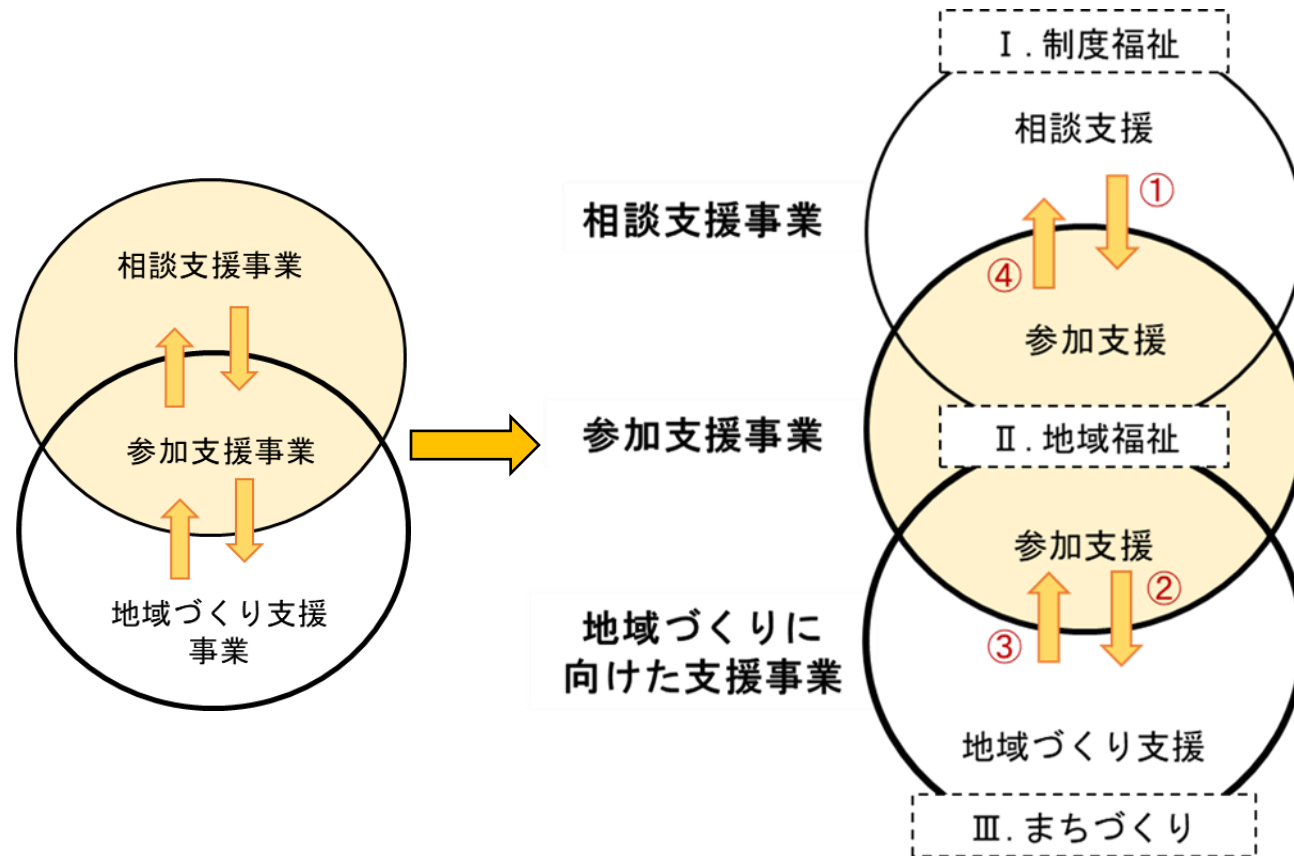 相談支援事業
参加支援事業
地域づくり支援
事業
相談支援事業
参加支援事業
地域づくりに
向けた支援事業
Ⅰ.制度福祉
相談支援
①
④
参加支援
Ⅱ.地域福祉
参加支援
②
③
地域づくり支援
Ⅲ.まちづくり